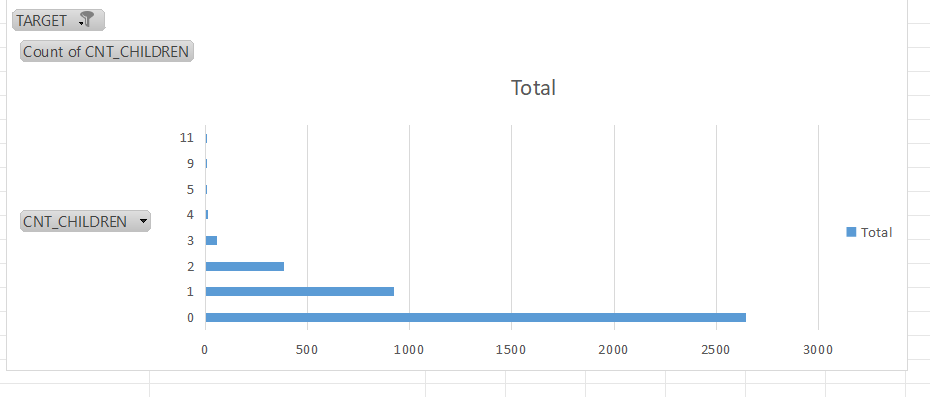 TARGET
Count of CNT_CHILDREN
Total
11
9
5
4
CNT_CHILDREN
3
Total
2
1
0
0 500 1000 1500 2000 2500 3000